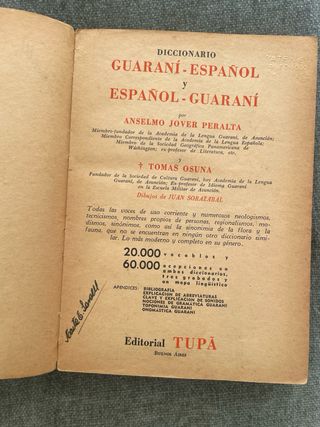 DICCIONARIO
GUARANÍ-ESPAÑOL
y
ESPAÑOL-GUARANÍ
por
ANSELMO JOVER PERALTA
Miembro-fundador de la Academia de la Lengua Guaraní, de Asunción;
Miembro Correspondiente de la Academia de la Lengua Española;
Miembro de la Sociedad Geográfica Panamericana de
Wáshington; ex-profesor de Literatura, etc.
y
† TOMAS OSUNA
Fundador de la Sociedad de Cultura Guaraní, hoy Academia de la Lengua
Guaraní, de Asunción; Ex-profesor de Idioma Guaraní
en la Escuela Militar de Asunción.
Dibujos de JUAN SORAZÁBAL
Todas las voces de uso corriente y numerosos neologismos,
tecnicismos, nombres propios de personas, regionalismos, mo-
dismos, sinónimos, como así la sinonimia de la flora y la
fauna, que no se encuentran en ningún otro diccionario simi-
lar. Lo más moderno y completo en su género.
20.000 vocablos y
60.000 acepciones en
ambos diccionarios,
tres grabados y
un mapa lingüístico
APENDICES: BIBLIOGRAFIA
EXPLICACION DE ABREVIATURAS
CLAVE Y EXPLICACION DE SONIDOS
NOCIONES DE GRAMATICA GUARANI
TOPONIMIA GUARANI
ONOMASTICA GUARANI
Editorial TUPÃ
BUENOS AIRES